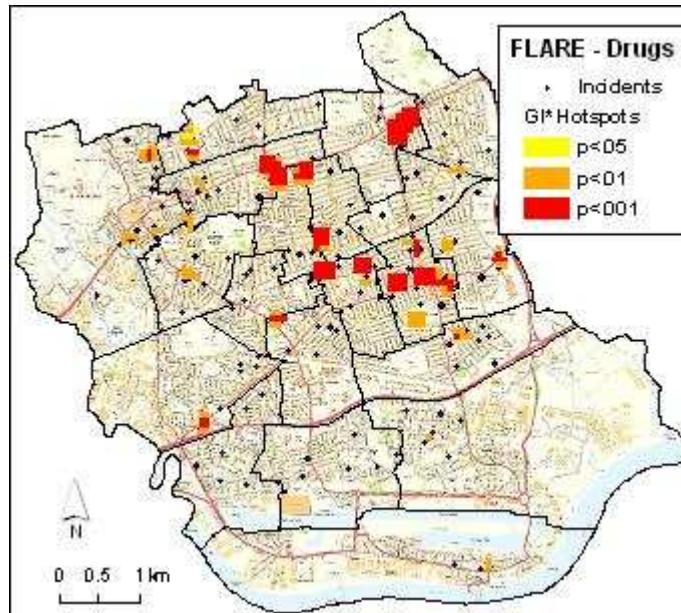 FLARE - Drugs
Incidents
GI* Hotspots
p<05
p<01
p<001
N
0 0.5 1 km